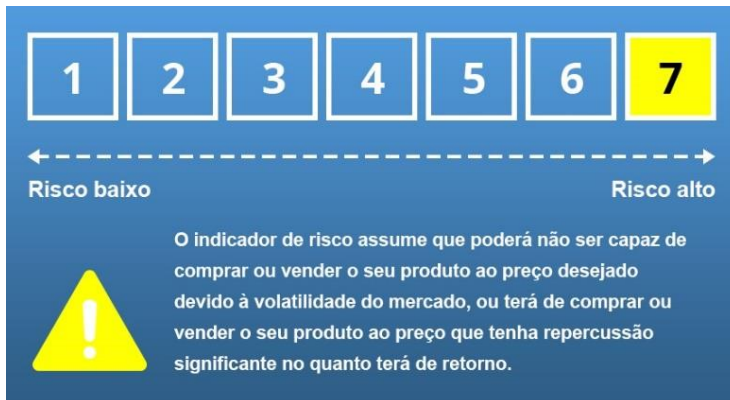 1 2 3 4 5 6 7
Risco baixo Risco alto
O indicador de risco assume que poderá não ser capaz de
comprar ou vender o seu produto ao preço desejado
devido à volatilidade do mercado, ou terá de comprar ou
vender o seu produto ao preço que tenha repercussão
significante no quanto terá de retorno.